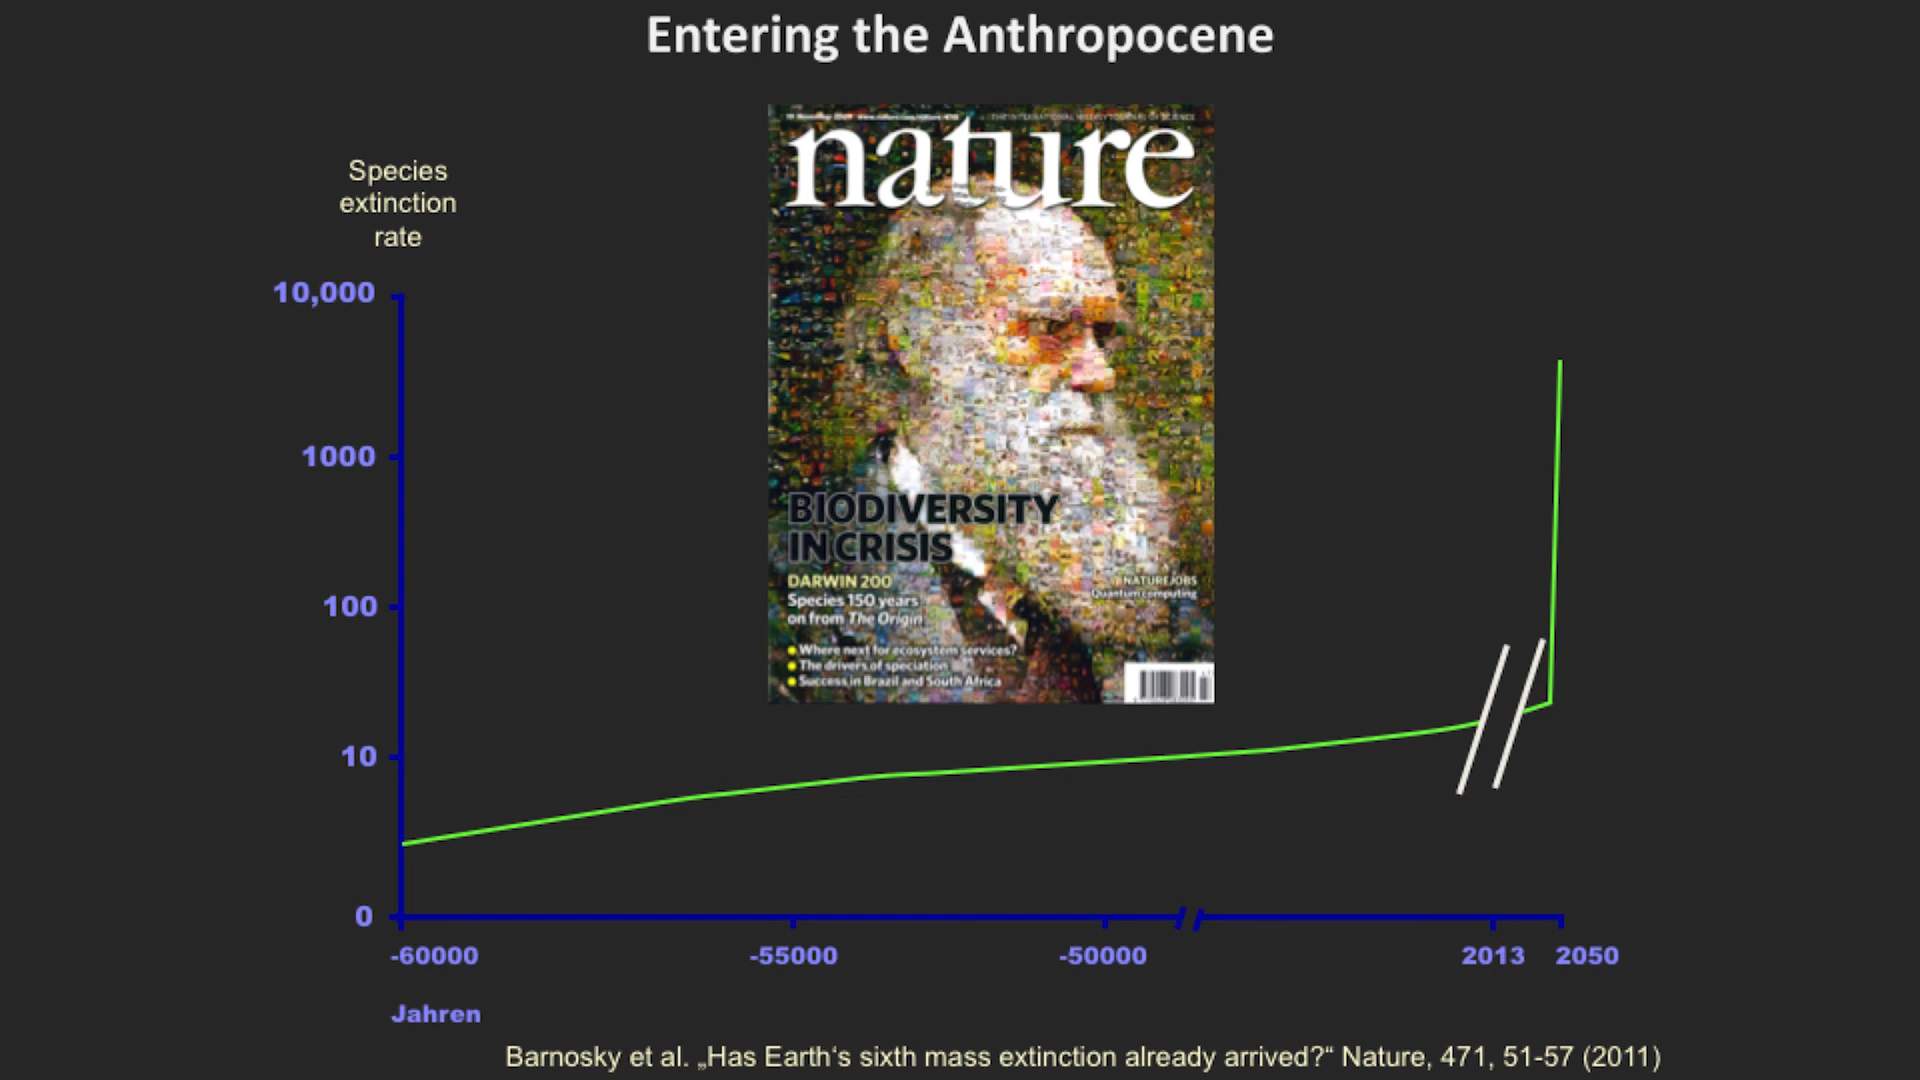 Entering the Anthropocene
nature
Species
extinction
rate
10,000
1000
100
10
0
BIODIVERSITY
IN CRISIS
DARWIN 200
Species 150 years
on from The Origin
Where next for ecosystem services?
The drivers of speciation
Success in Brazil and South Africa
NATUREJOBS
Quantum computing
-60000
-55000
-50000
2013
2050
Jahren
Barnosky et al. „Has Earth‘s sixth mass extinction already arrived?“ Nature, 471, 51-57 (2011)